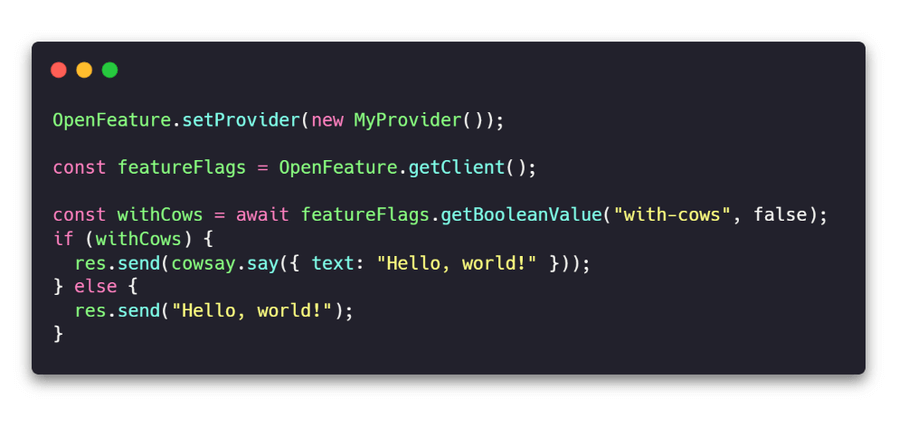 OpenFeature.setProvider(new MyProvider());
const featureFlags = OpenFeature.getClient();
const withCows = await featureFlags.getBooleanValue("with-cows", false);
if (withCows) {
  res.send(cowsay.say({ text: "Hello, world!" }));
} else {
  res.send("Hello, world!");
}